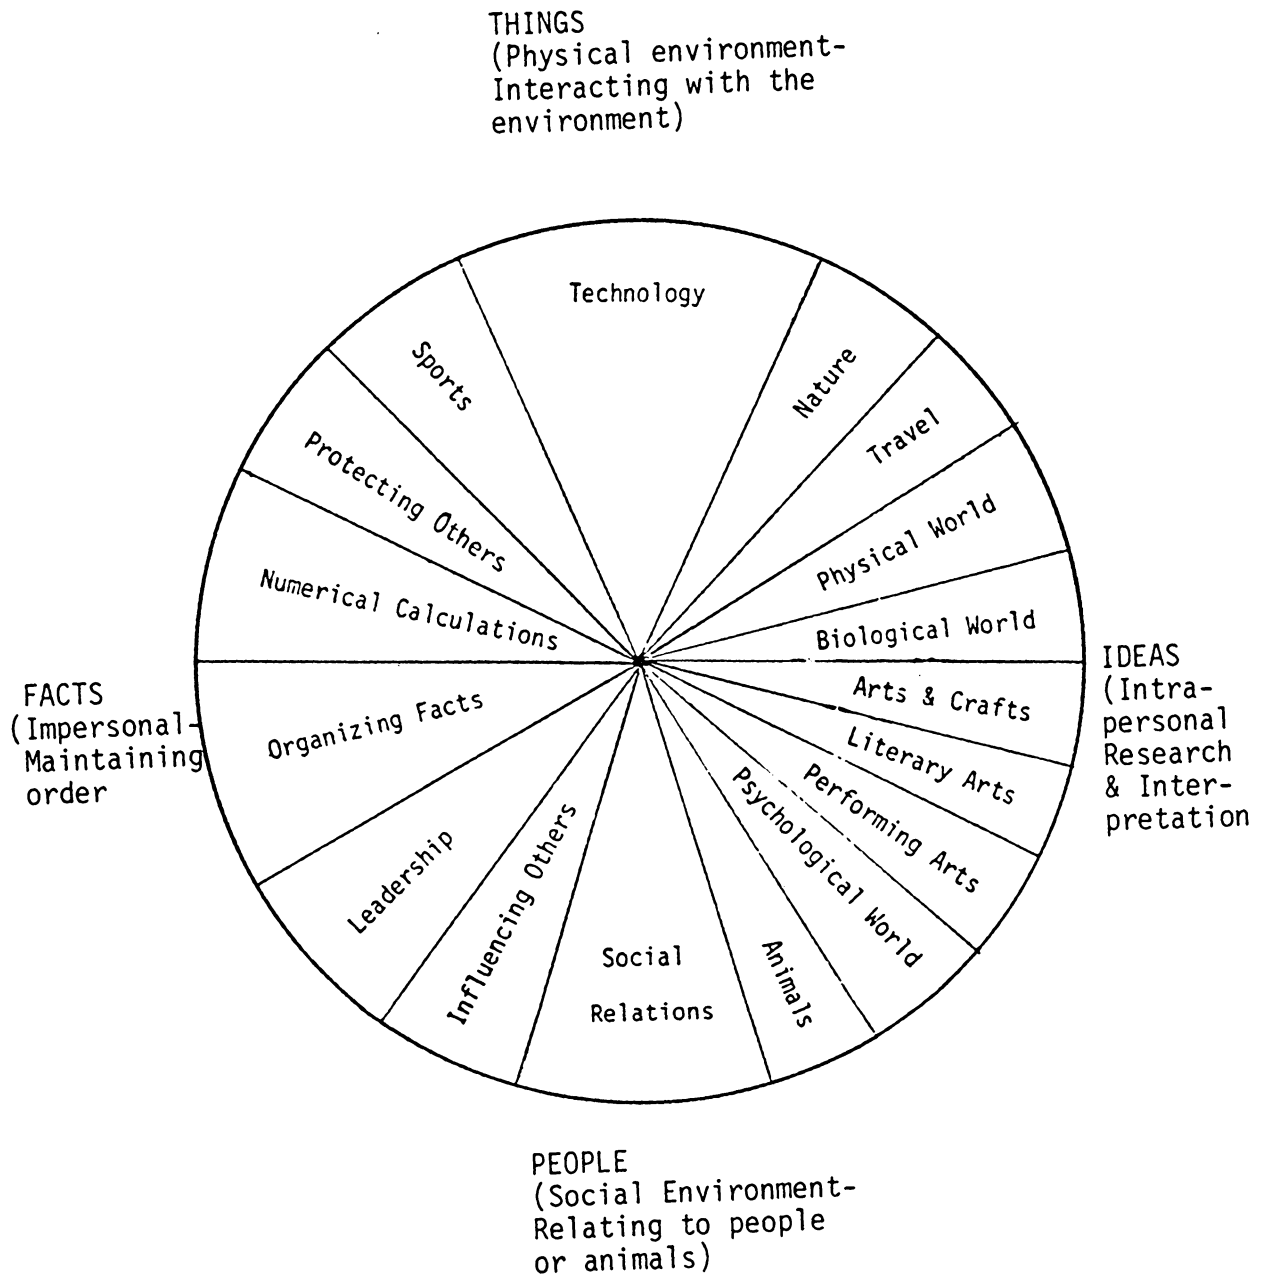 THINGS
(Physical environment-
Interacting with the
environment)
Technology
Sports
Nature
Travel
Protecting Others
Physical World
Numerical Calculations
Biological World
IDEAS
(Intra-
personal
Research
& Inter-
pretation
FACTS
(Impersonal-
Maintaining
order
Organizing Facts
Arts & Crafts
Literary Arts
Performing Arts
Psychological World
Leadership
Influencing Others
Animals
Social
Relations
PEOPLE
(Social Environment-
Relating to people
or animals)